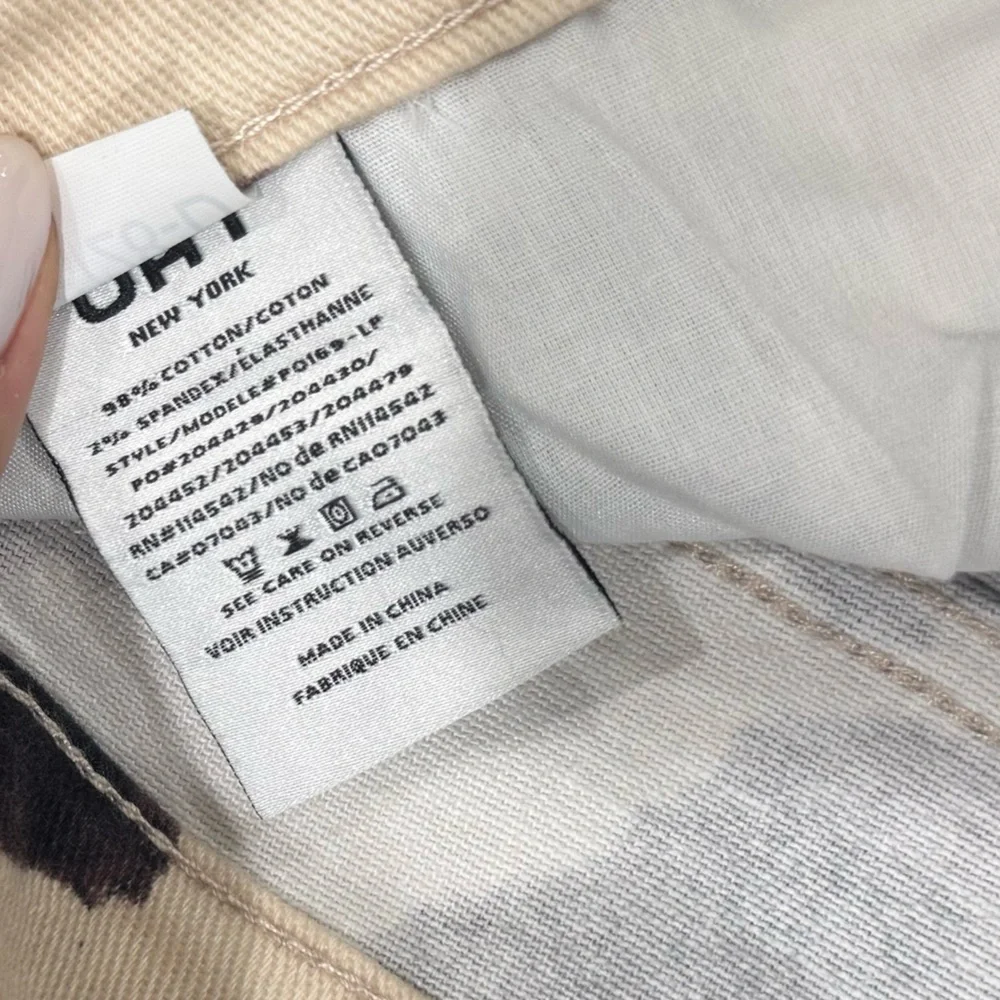 NEW YORK
98% COTTON/COTON
2% SPANDEX/ÉLASTHANNE
STYLE/MODELE#P0169-LP
PO#204429/204430/
204452/204453/204479
RN#114542/No de RN114542
CA#07043/No de CA07043
SEE CARE ON REVERSE
VOIR INSTRUCTION AUVERSO
MADE IN CHINA
FABRIQUE EN CHINE